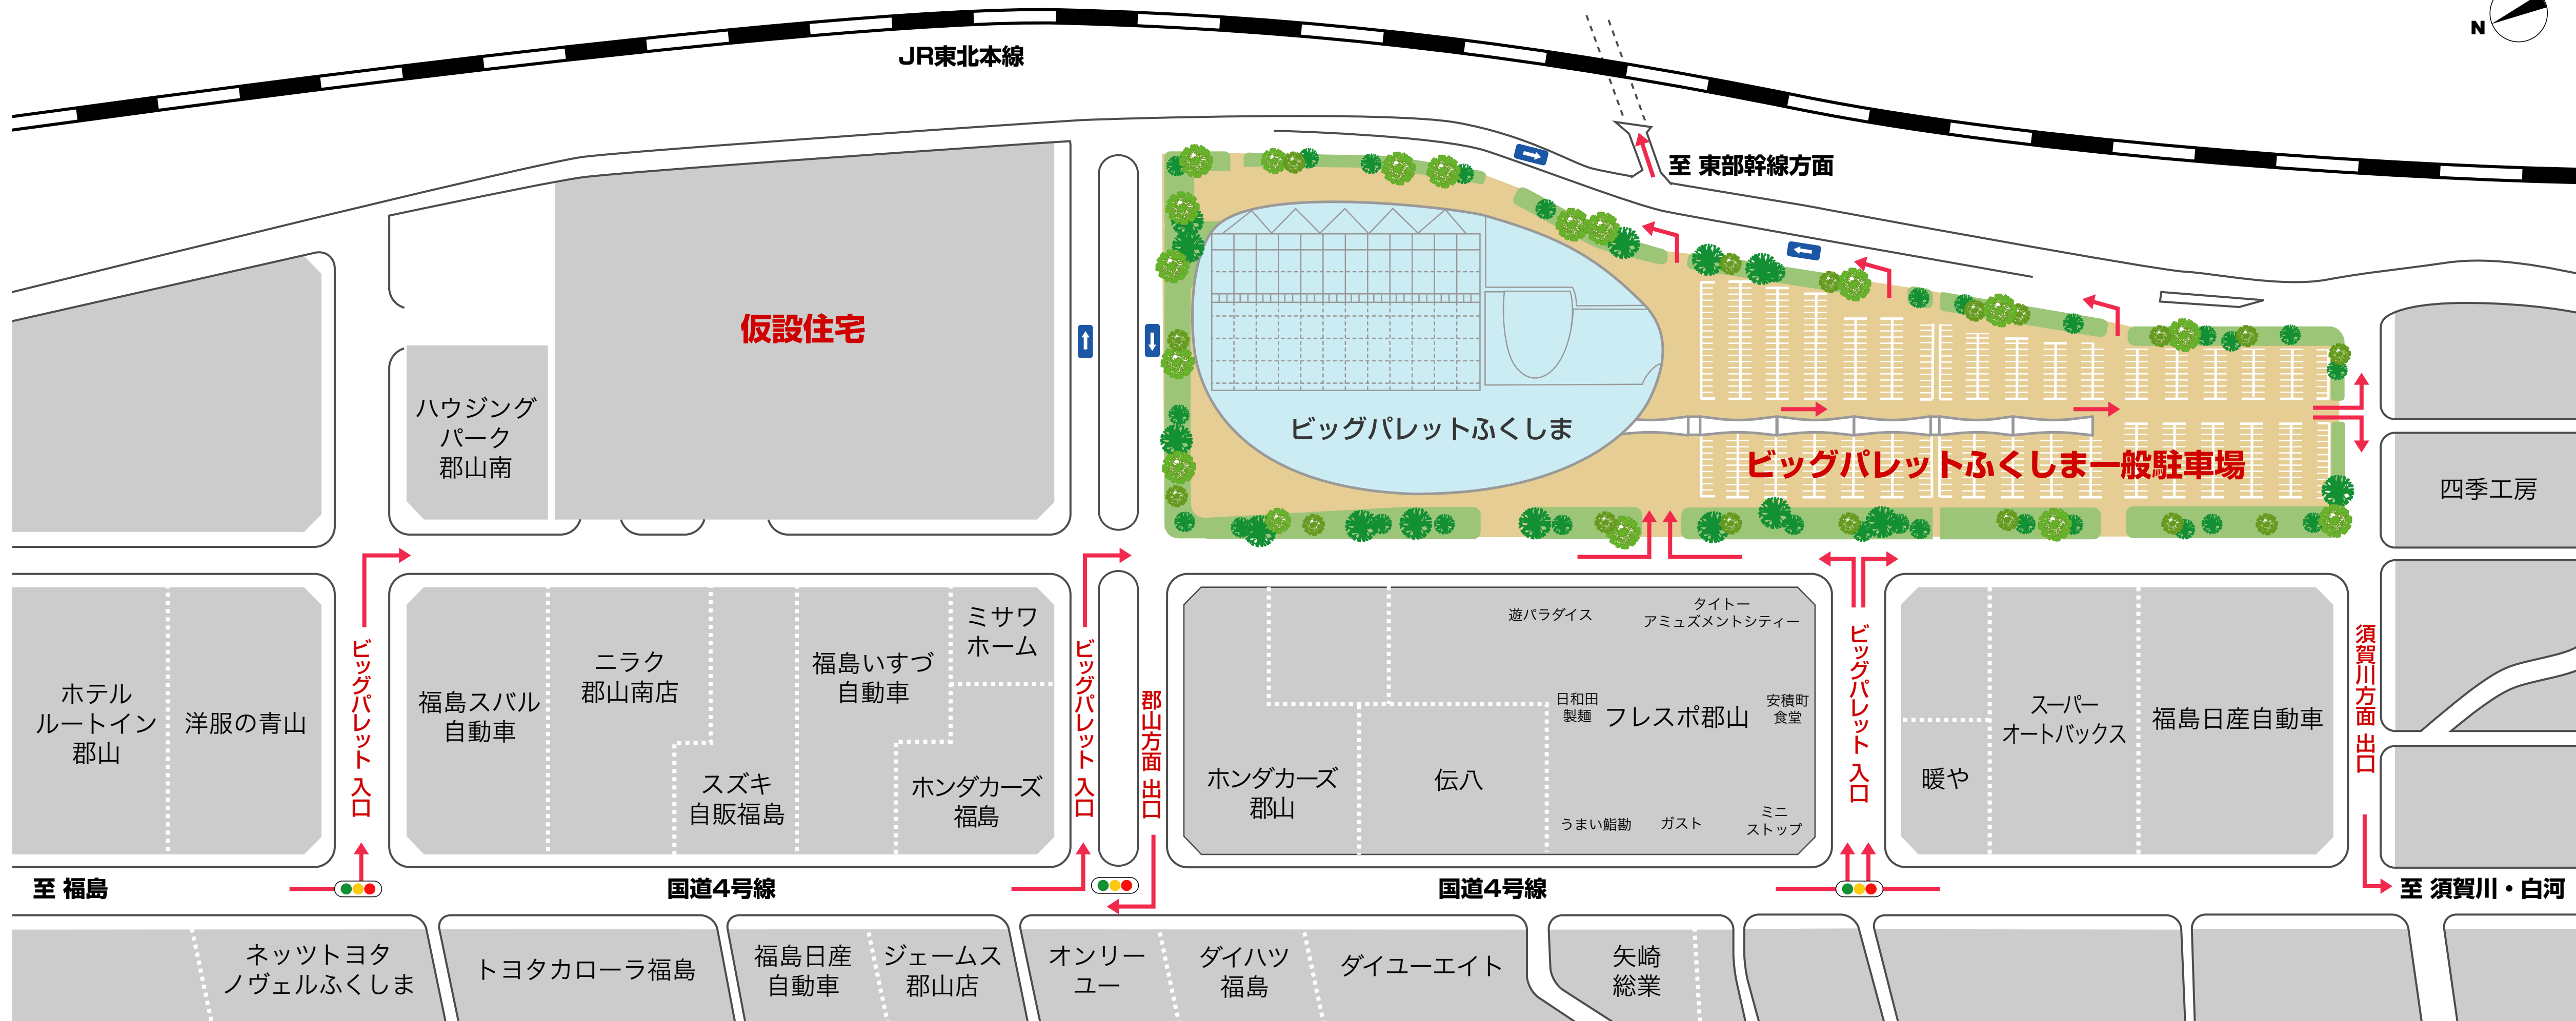 N
JR東北本線
至 東部幹線方面
仮設住宅
ハウジング
パーク
郡山南
ビッグパレットふくしま
ビッグパレットふくしま一般駐車場
四季工房
ホテル
ルートイン
郡山
洋服の青山
ビッグパレット 入口
福島スバル
自動車
ニラク
郡山南店
スズキ
自販福島
福島いすづ
自動車
ミサワ
ホーム
ホンダカーズ
福島
ビッグパレット 入口
郡山方面 出口
ホンダカーズ
郡山
伝八
遊パラダイス
タイトー
アミュズメントシティー
日和田
製麺
フレスポ郡山
安積町
食堂
うまい鮨勘
ガスト
ミニ
ストップ
ビッグパレット 入口
暖や
スーパー
オートバックス
福島日産自動車
須賀川方面 出口
至 福島
国道4号線
国道4号線
至 須賀川・白河
ネッツトヨタ
ノヴェルふくしま
トヨタカローラ福島
福島日産
自動車
ジェームス
郡山店
オンリー
ユー
ダイハツ
福島
ダイユーエイト
矢崎
総業